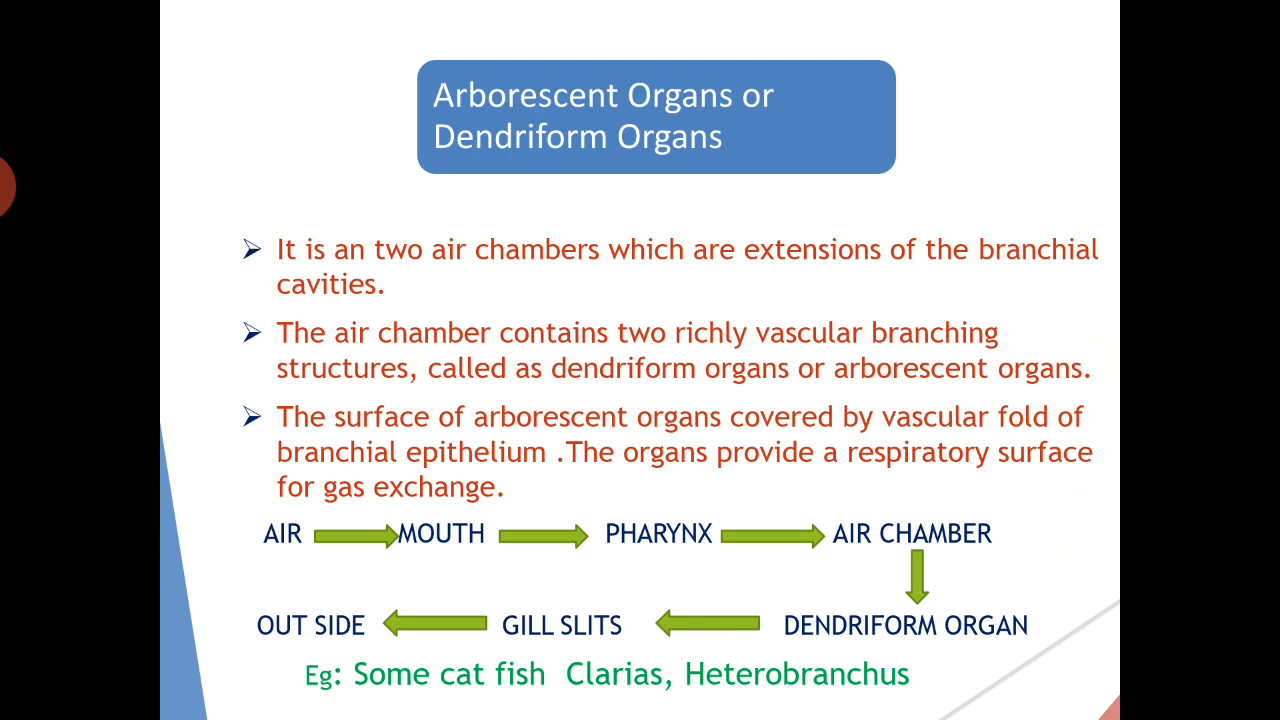 Arborescent Organs or
Dendriform Organs
It is an two air chambers which are extensions of the branchial
cavities.
The air chamber contains two richly vascular branching
structures, called as dendriform organs or arborescent organs.
The surface of arborescent organs covered by vascular fold of
branchial epithelium .The organs provide a respiratory surface
for gas exchange.
AIR MOUTH PHARYNX AIR CHAMBER
OUT SIDE GILL SLITS DENDRIFORM ORGAN
Eg: Some cat fish Clarias, Heterobranchus